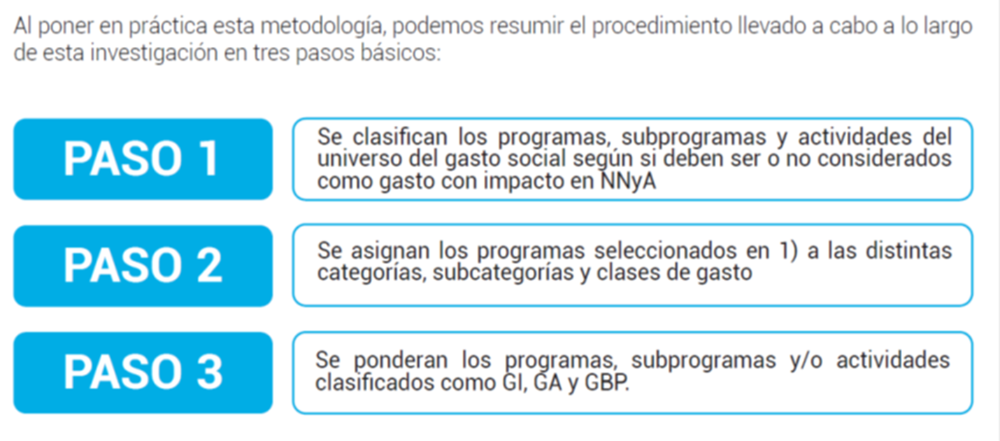 Al poner en práctica esta metodología, podemos resumir el procedimiento llevado a cabo a lo largo
de esta investigación en tres pasos básicos:
PASO 1
Se clasifican los programas, subprogramas y actividades del
universo del gasto social según si deben ser o no considerados
como gasto con impacto en NNyA
PASO 2
Se asignan los programas seleccionados en 1) a las distintas
categorías, subcategorías y clases de gasto
PASO 3
Se ponderan los programas, subprogramas y/o actividades
clasificados como GI, GA y GBP.